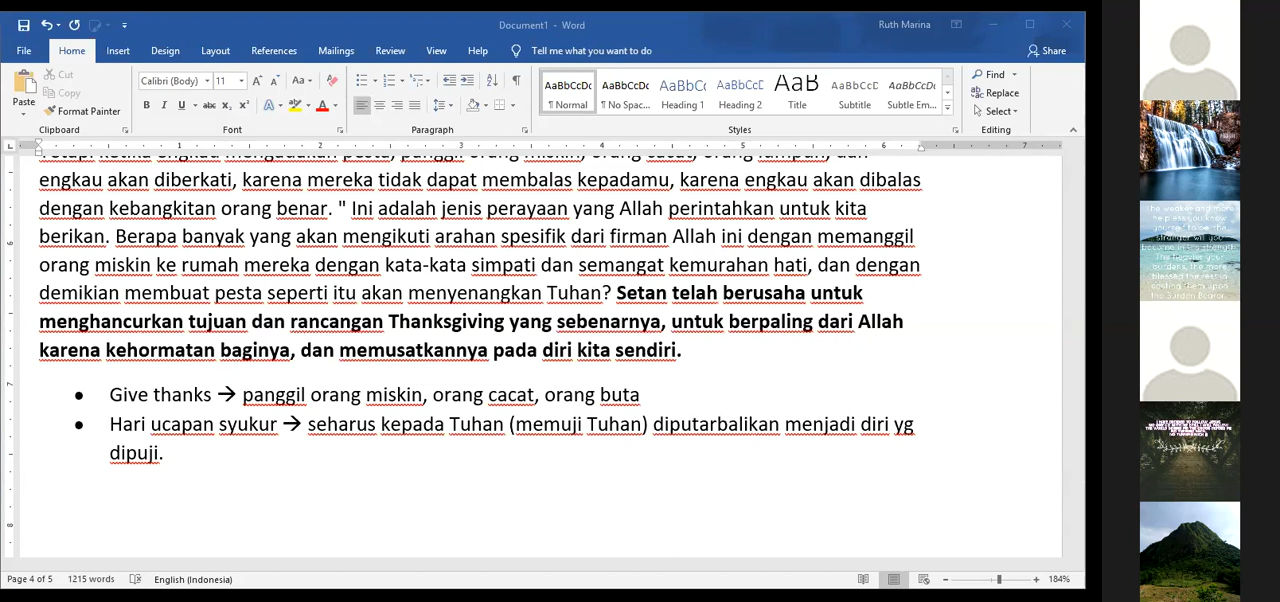 Document1 - Word
Ruth Marina
File Home Insert Design Layout References Mailings Review View Help Tell me what you want to do Share
Paste
Cut
Copy
Format Painter
Clipboard
Calibri (Body) 11
Font
Paragraph
AaBbCcDc AaBbCcDc AaBbCc AaBbCcD AaB AaBbCcD AaBbCcDc
¶ Normal ¶ No Spac... Heading 1 Heading 2 Title Subtitle Subtle Em...
Styles
Find
Replace
Select
Editing
1 2 3 4 5 6 7
engkau akan diberkati, karena mereka tidak dapat membalas kepadamu, karena engkau akan dibalas
dengan kebangkitan orang benar. " Ini adalah jenis perayaan yang Allah perintahkan untuk kita
berikan. Berapa banyak yang akan mengikuti arahan spesifik dari firman Allah ini dengan memanggil
orang miskin ke rumah mereka dengan kata-kata simpati dan semangat kemurahan hati, dan dengan
demikian membuat pesta seperti itu akan menyenangkan Tuhan? Setan telah berusaha untuk
menghancurkan tujuan dan rancangan Thanksgiving yang sebenarnya, untuk berpaling dari Allah
karena kehormatan baginya, dan memusatkannya pada diri kita sendiri.
• Give thanks → panggil orang miskin, orang cacat, orang buta
• Hari ucapan syukur → seharus kepada Tuhan (memuji Tuhan) diputarbalikan menjadi diri yg
dipuji.
Page 4 of 5 1215 words English (Indonesia) 184%